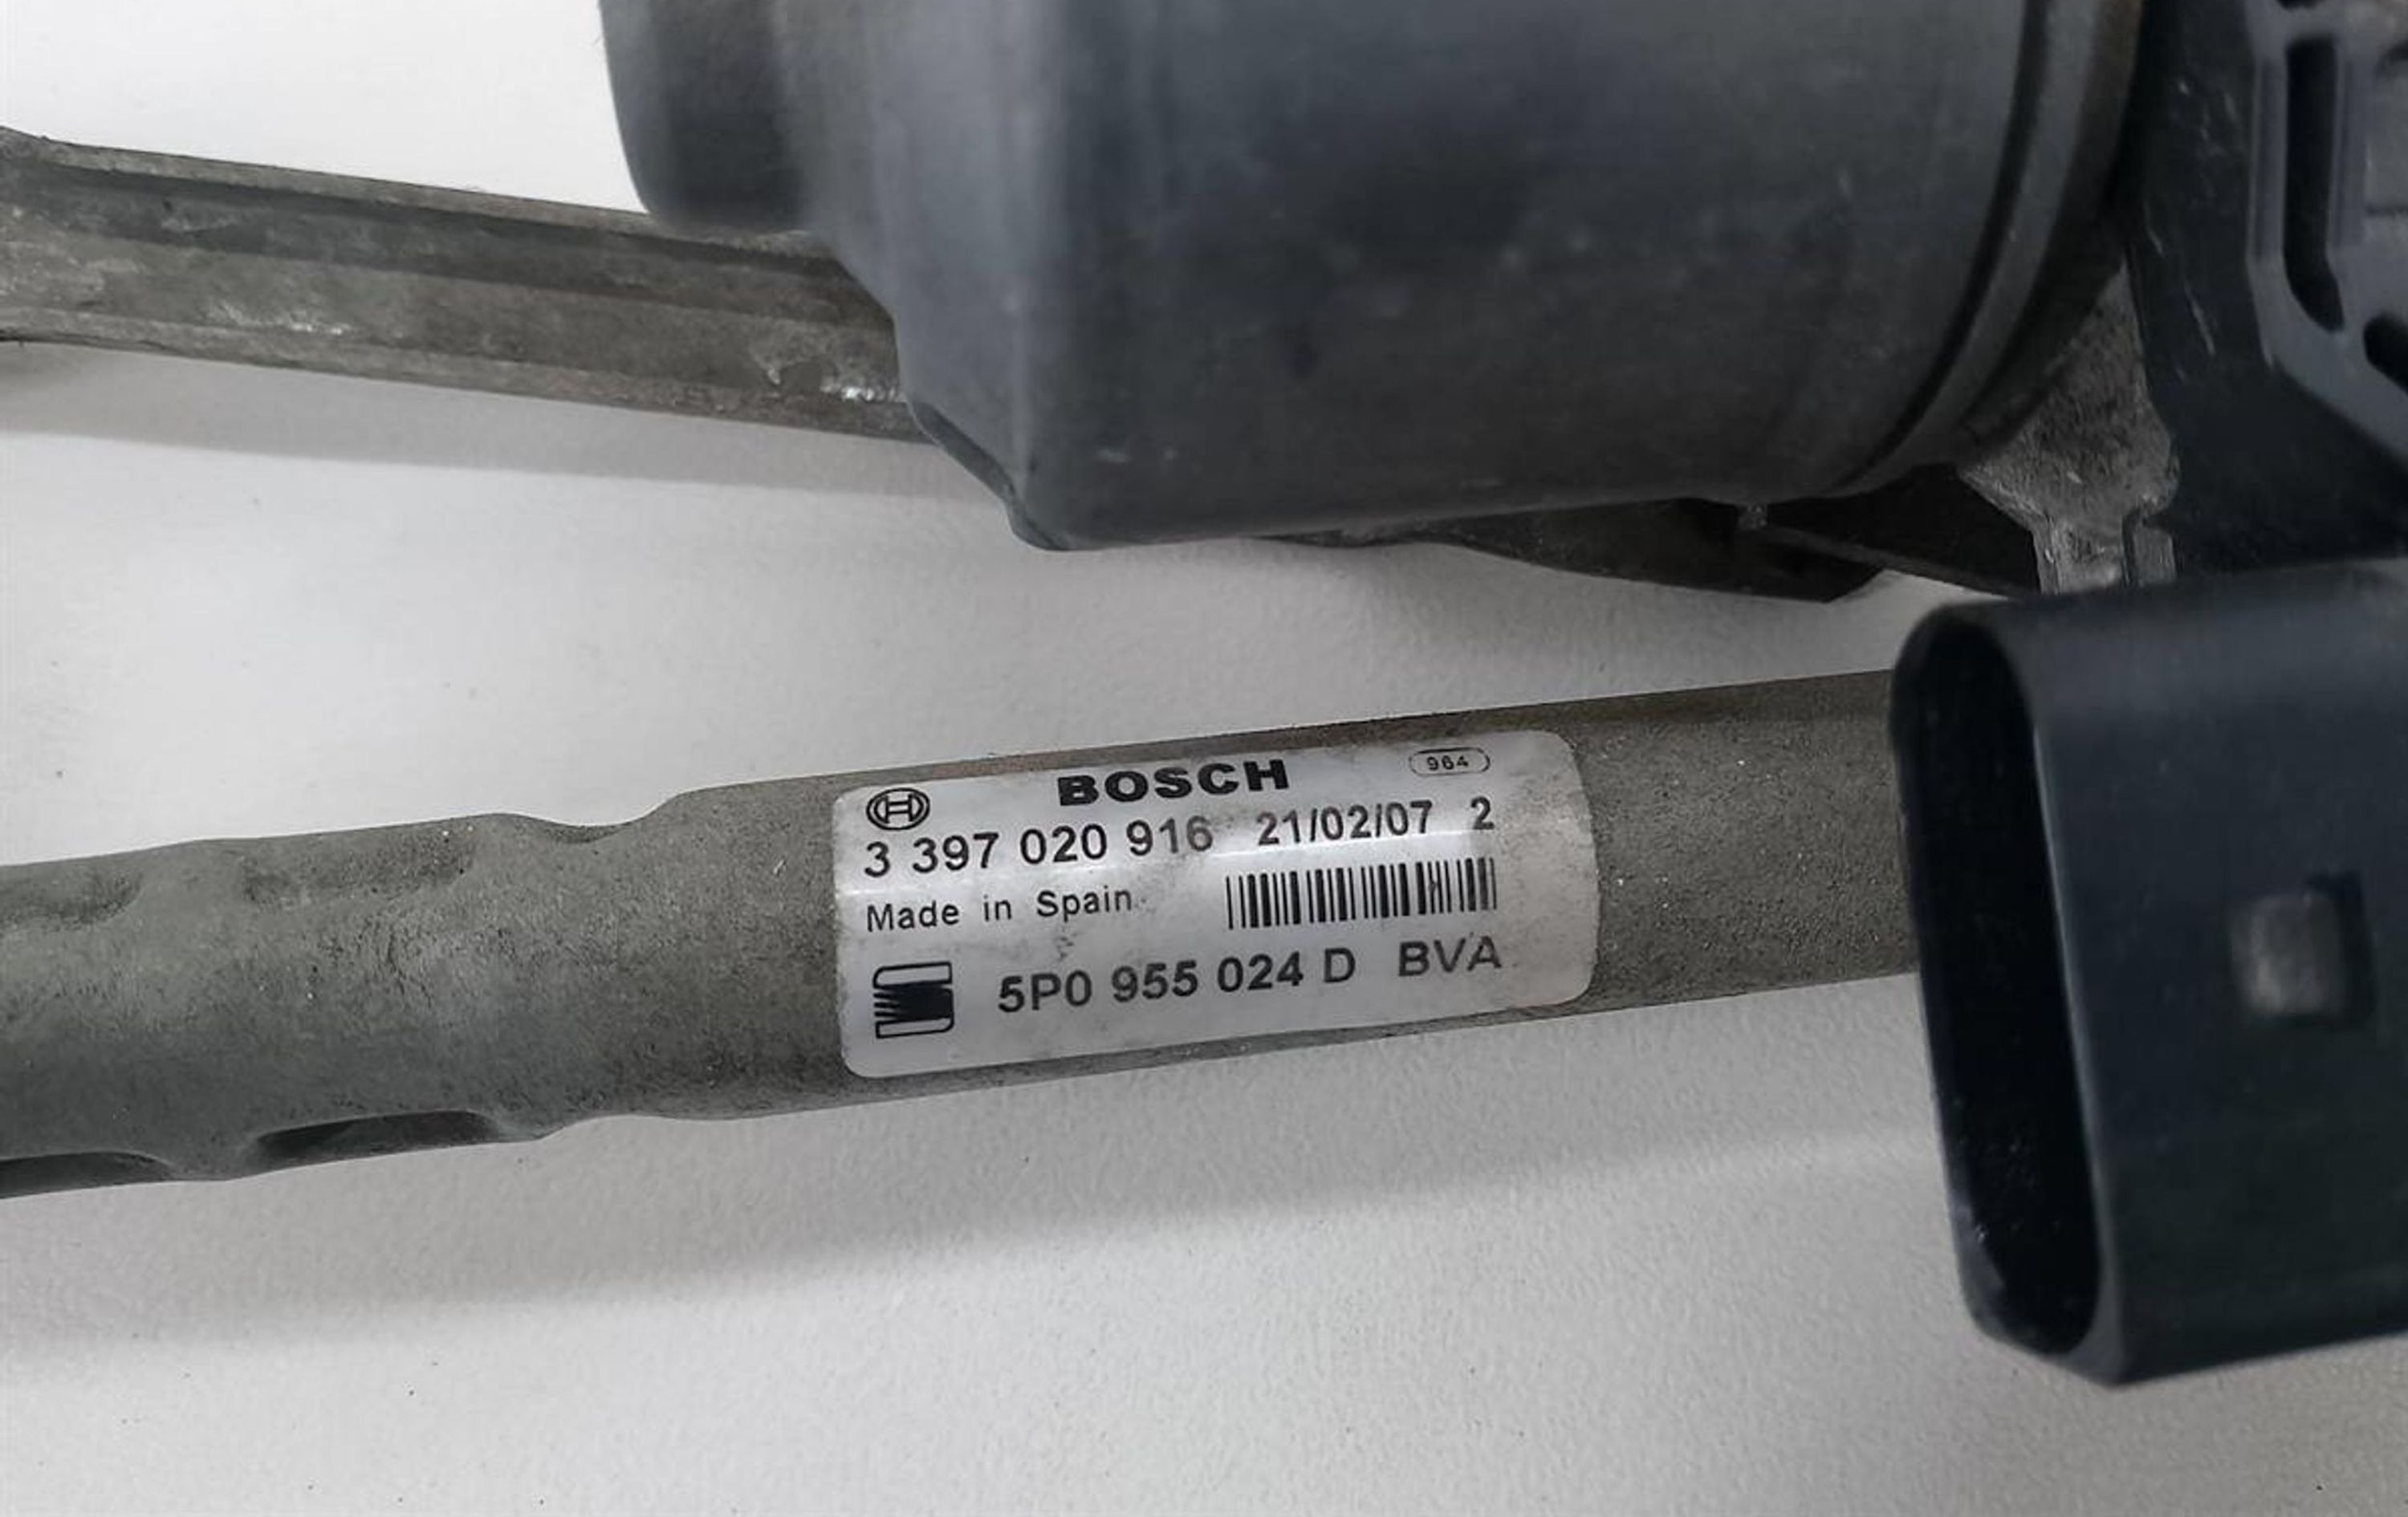 BOSCH 964
3 397 020 916 21/02/07 2
Made in Spain
5P0 955 024 D BVA